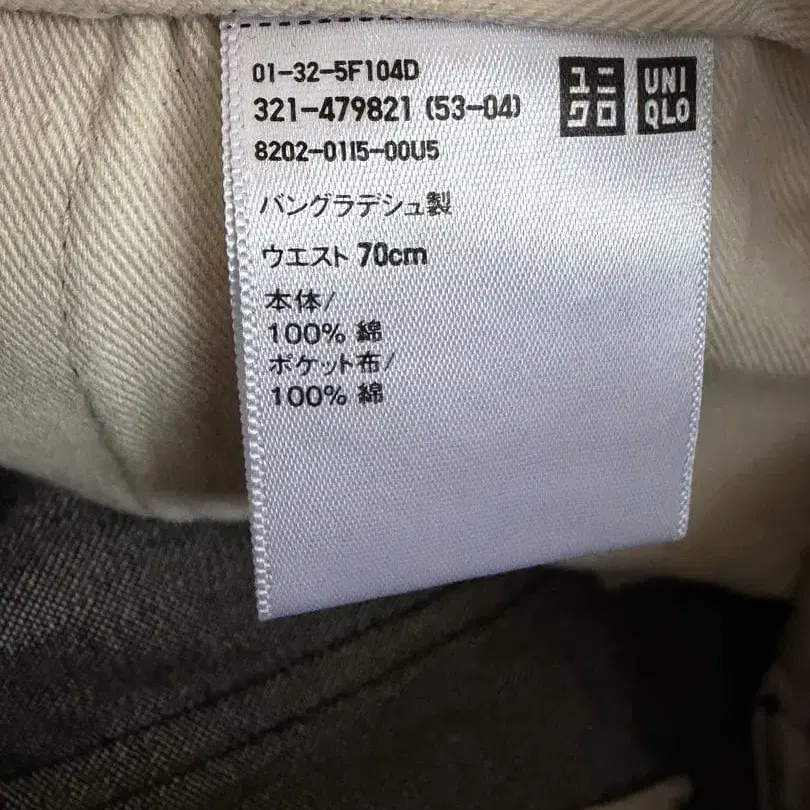 01-32-5F104D
321-479821 (53-04)
8202-0115-00U5
ユニクロ
UNIQLO
バングラデシュ製
ウエスト 70cm
本体/
100% 綿
ポケット布/
100% 綿